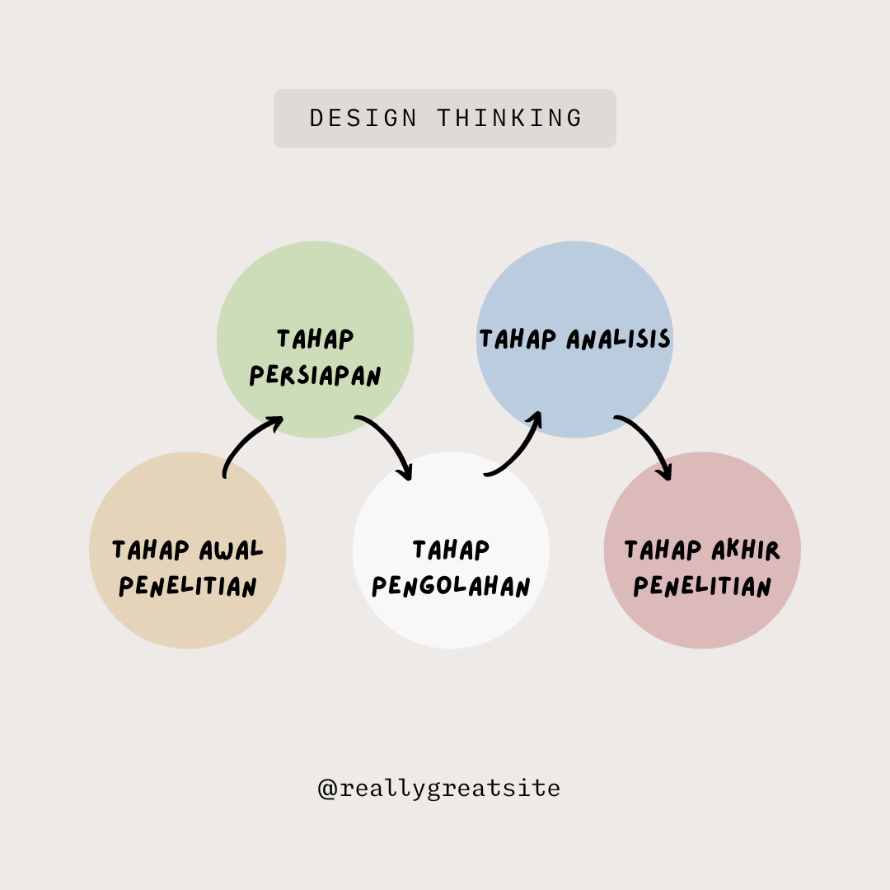 DESIGN THINKING
TAHAP AWAL
PENELITIAN
TAHAP
PERSIAPAN
TAHAP
PENGOLAHAN
TAHAP ANALISIS
TAHAP AKHIR
PENELITIAN
@reallygreatsite